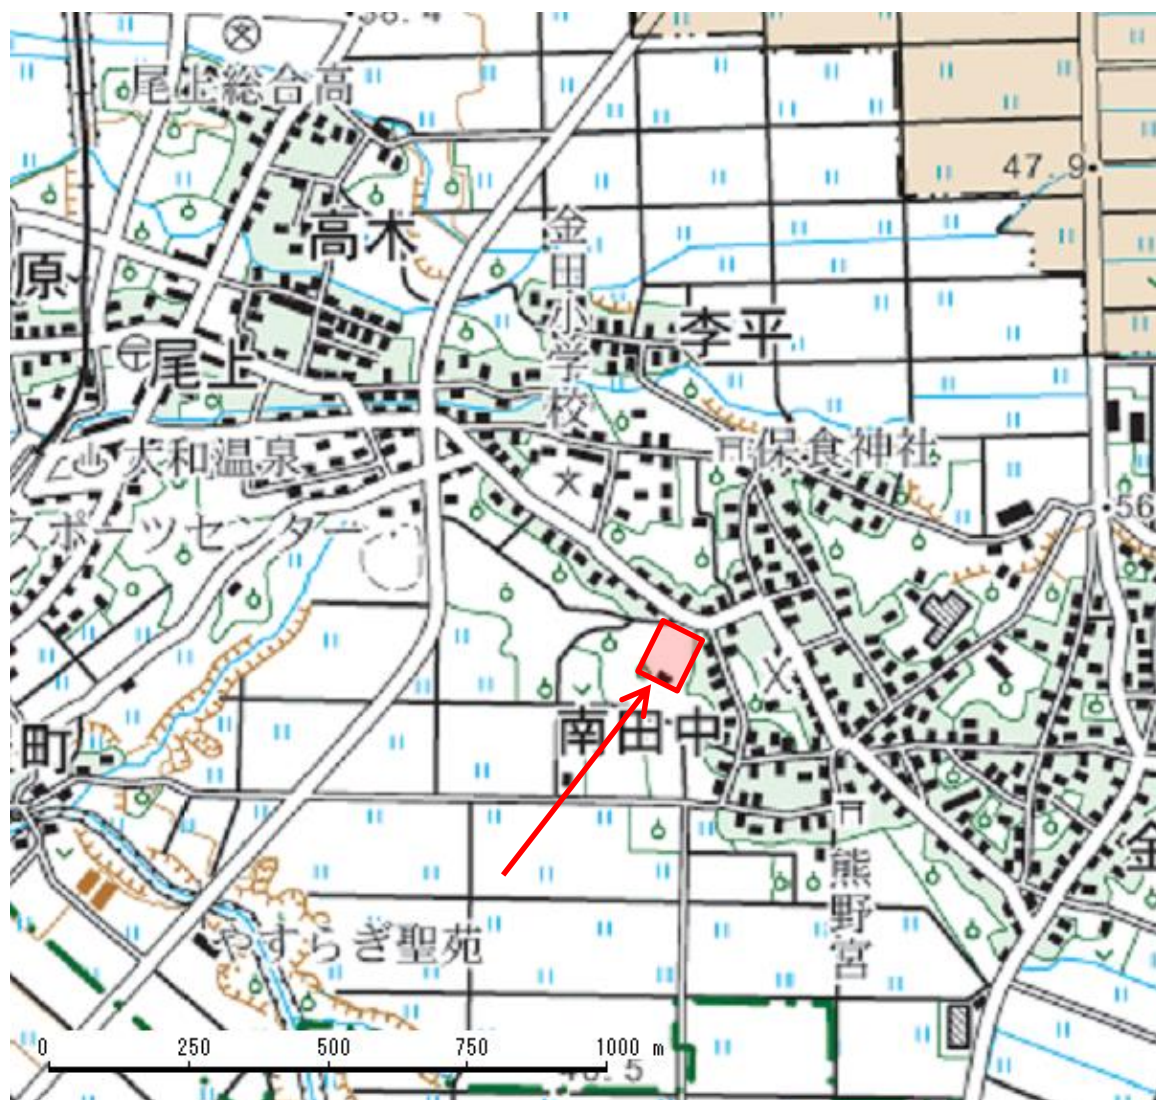 尾上総合高
47.9
高木
金田小学校
原
李平
尾上
大和温泉
保食神社
56
スポーツセンター
南田中
町
熊野宮
金
やすらぎ聖苑
0 250 500 750 1000 m